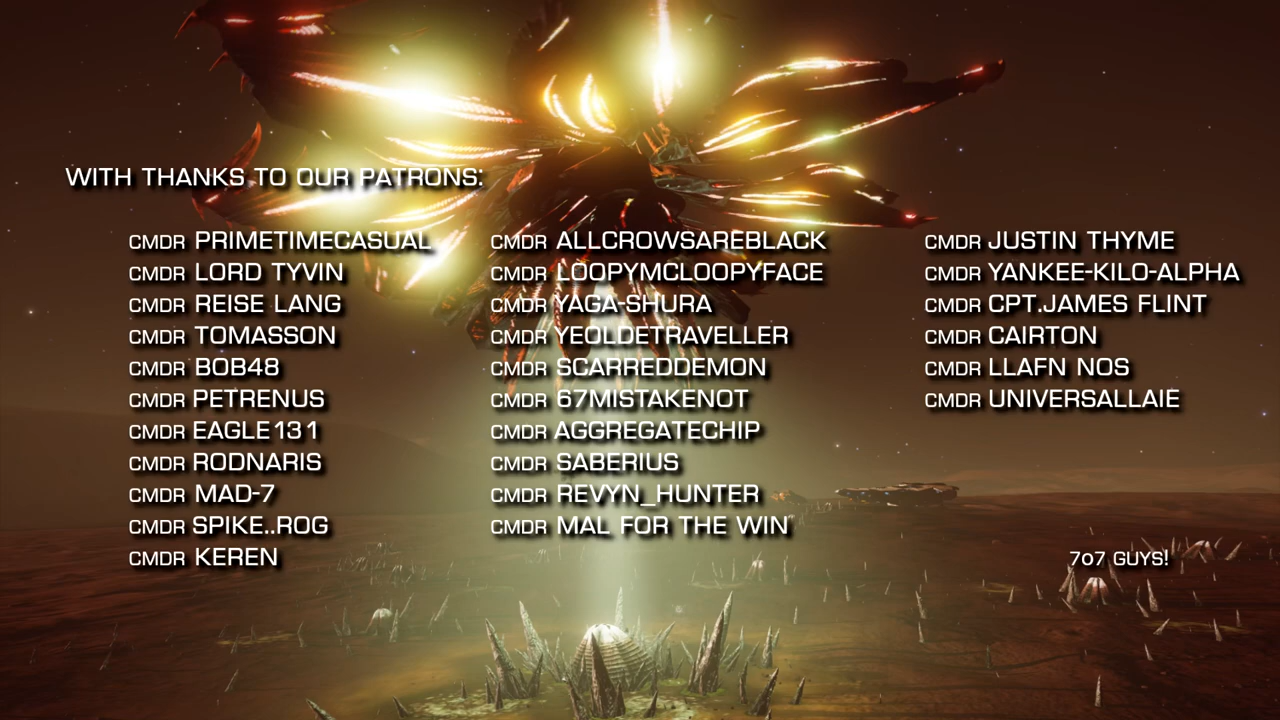 WITH THANKS TO OUR PATRONS:
CMDR PRIMETIMECASUAL
CMDR LORD TYVIN
CMDR REISE LANG
CMDR TOMASSON
CMDR BOB48
CMDR PETRENUS
CMDR EAGLE131
CMDR RODNARIS
CMDR MAD-7
CMDR SPIKE..ROG
CMDR KEREN
CMDR ALLCROWSAREBLACK
CMDR LOOPYMCLOOPYFACE
CMDR YAGA-SHURA
CMDR YEOLDETRAVELLER
CMDR SCARREDDEMON
CMDR 67MISTAKENOT
CMDR AGGREGATECHIP
CMDR SABERIUS
CMDR REVYN_HUNTER
CMDR MAL FOR THE WIN
CMDR JUSTIN THYME
CMDR YANKEE-KILO-ALPHA
CMDR CPT.JAMES FLINT
CMDR CAIRTON
CMDR LLAFN NOS
CMDR UNIVERSALLAIE
7o7 GUYS!